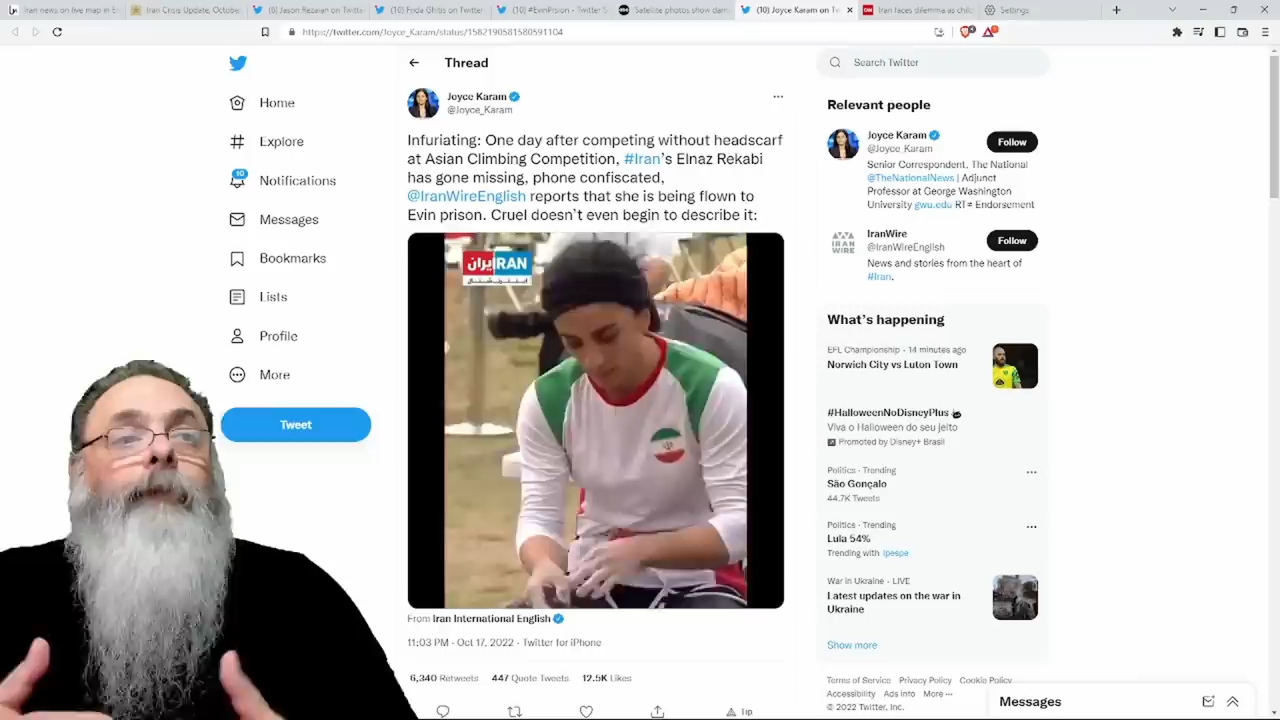 Iran news on live map in E
Iran Crisis Update, October
(6) Jason Rezaian on Twitte
(10) Frida Ghitis on Twitter:
(10) #EvinPrison - Twitter S
Satellite photos show dam
(10) Joyce Karam on Tw
Iran faces dilemma as chil
Settings
https://twitter.com/Joyce_Karam/status/1582190581580591104
Home
Explore
10
Notifications
Messages
Bookmarks
Lists
Profile
More
Tweet
Thread
Joyce Karam
@Joyce_Karam
Infuriating: One day after competing without headscarf
at Asian Climbing Competition, #Iran's Elnaz Rekabi
has gone missing, phone confiscated,
@IranWireEnglish reports that she is being flown to
Evin prison. Cruel doesn't even begin to describe it:
ایران IRAN
اینترنشنال
From Iran International English
11:03 PM · Oct 17, 2022 · Twitter for iPhone
6,340 Retweets 447 Quote Tweets 12.5K Likes
Tip
Search Twitter
Relevant people
Joyce Karam
@Joyce_Karam
Follow
Senior Correspondent, The National
@TheNationalNews | Adjunct
Professor at George Washington
University gwu.edu RT≠ Endorsement
IRAN
WIRE
IranWire
@IranWireEnglish
Follow
News and stories from the heart of
#Iran.
What's happening
EFL Championship · 14 minutes ago
Norwich City vs Luton Town
#HalloweenNoDisneyPlus
Viva o Halloween do seu jeito
Promoted by Disney+ Brasil
Politics · Trending
São Gonçalo
44.7K Tweets
Politics · Trending
Lula 54%
Trending with Ipespe
War in Ukraine · LIVE
Latest updates on the war in
Ukraine
Show more
Terms of Service Privacy Policy Cookie Policy
Accessibility Ads info More ···
© 2022 Twitter, Inc.
Messages